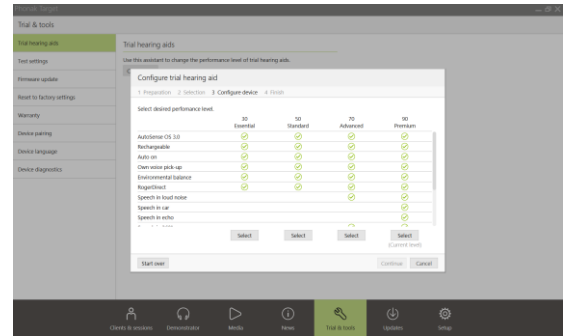 Phonak Target
Trial & tools
Trial hearing aids
Test settings
Firmware update
Reset to factory settings
Warranty
Device pairing
Device language
Device diagnostics
Trial hearing aids
Use this assistant to change the performance level of trial hearing aids.
Configure trial hearing aid
1 Preparation 2 Selection 3 Configure device 4 Finish
Select desired performance level.
30 50 70 90
Essential Standard Advanced Premium
AutoSense OS 3.0
Rechargeable
Auto on
Own voice pick-up
Environmental balance
RogerDirect
Speech in loud noise
Speech in car
Speech in echo
Select Select Select Select
(Current level)
Start over Continue Cancel
Clients & sessions Demonstrator Media News Trial & tools Updates Setup